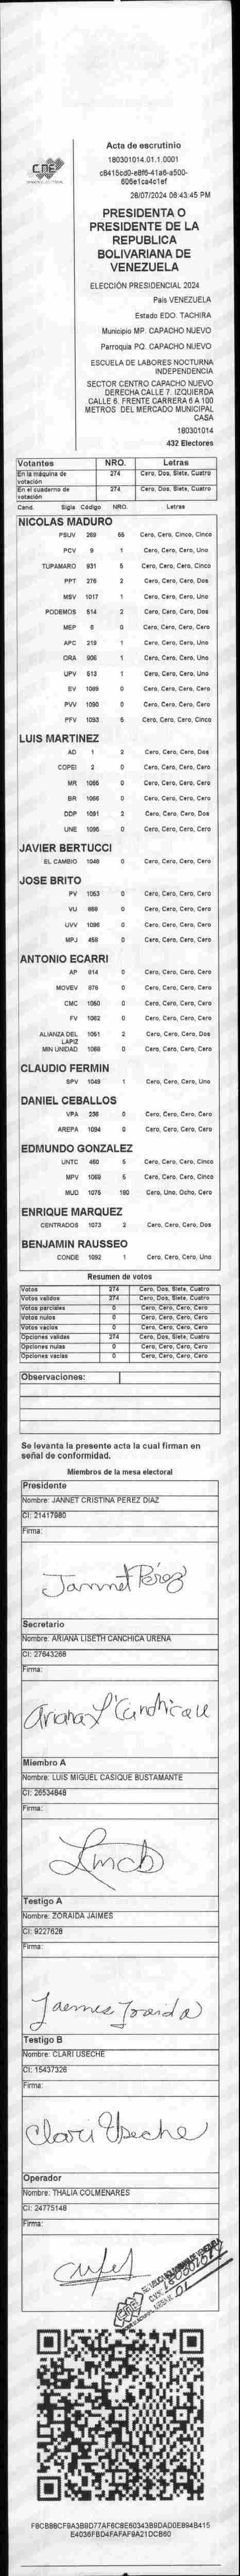 CNE
Acta de escrutinio
180301014.01.1.0001
c8415cd0-e8f6-41a6-a500-
606e1ca4c1ef
28/07/2024 08:43:45 PM
PRESIDENTA O
PRESIDENTE DE LA
REPUBLICA
BOLIVARIANA DE
VENEZUELA
ELECCIÓN PRESIDENCIAL 2024
País VENEZUELA
Estado EDO. TACHIRA
Municipio MP. CAPACHO NUEVO
Parroquia PQ. CAPACHO NUEVO
ESCUELA DE LABORES NOCTURNA
INDEPENDENCIA
SECTOR CENTRO CAPACHO NUEVO
DERECHA CALLE 7. IZQUIERDA
CALLE 6. FRENTE CARRERA 6 A 100
METROS DEL MERCADO MUNICIPAL
CASA
180301014
432 Electores
Votantes NRO. Letras
En la máquina de votación 274 Cero, Dos, Siete, Cuatro
En el cuaderno de votación 274 Cero, Dos, Siete, Cuatro
Cand. Sigla Código NRO. Letras
NICOLAS MADURO
PSUV 269 55 Cero, Cero, Cinco, Cinco
PCV 9 1 Cero, Cero, Cero, Uno
TUPAMARO 931 5 Cero, Cero, Cero, Cinco
PPT 276 2 Cero, Cero, Cero, Dos
MSV 1017 1 Cero, Cero, Cero, Uno
PODEMOS 514 2 Cero, Cero, Cero, Dos
MEP 6 0 Cero, Cero, Cero, Cero
APC 219 1 Cero, Cero, Cero, Uno
ORA 906 1 Cero, Cero, Cero, Uno
UPV 513 1 Cero, Cero, Cero, Uno
EV 1089 0 Cero, Cero, Cero, Cero
PVV 1090 0 Cero, Cero, Cero, Cero
PFV 1093 5 Cero, Cero, Cero, Cinco
LUIS MARTINEZ
AD 1 2 Cero, Cero, Cero, Dos
COPEI 2 0 Cero, Cero, Cero, Cero
MR 1065 0 Cero, Cero, Cero, Cero
BR 1066 0 Cero, Cero, Cero, Cero
DDP 1091 2 Cero, Cero, Cero, Dos
UNE 1095 0 Cero, Cero, Cero, Cero
JAVIER BERTUCCI
EL CAMBIO 1048 0 Cero, Cero, Cero, Cero
JOSE BRITO
PV 1053 0 Cero, Cero, Cero, Cero
VU 868 0 Cero, Cero, Cero, Cero
UVV 1096 0 Cero, Cero, Cero, Cero
MPJ 458 0 Cero, Cero, Cero, Cero
ANTONIO ECARRI
AP 814 0 Cero, Cero, Cero, Cero
MOVEV 878 0 Cero, Cero, Cero, Cero
CMC 1050 0 Cero, Cero, Cero, Cero
FV 1082 0 Cero, Cero, Cero, Cero
ALIANZA DEL LAPIZ 1051 2 Cero, Cero, Cero, Dos
MIN UNIDAD 1068 0 Cero, Cero, Cero, Cero
CLAUDIO FERMIN
SPV 1049 1 Cero, Cero, Cero, Uno
DANIEL CEBALLOS
VPA 236 0 Cero, Cero, Cero, Cero
AREPA 1094 0 Cero, Cero, Cero, Cero
EDMUNDO GONZALEZ
UNTC 460 5 Cero, Cero, Cero, Cinco
MPV 1069 5 Cero, Cero, Cero, Cinco
MUD 1075 180 Cero, Uno, Ocho, Cero
ENRIQUE MARQUEZ
CENTRADOS 1073 2 Cero, Cero, Cero, Dos
BENJAMIN RAUSSEO
CONDE 1092 1 Cero, Cero, Cero, Uno
Resumen de votos
Votos 274 Cero, Dos, Siete, Cuatro
Votos validos 274 Cero, Dos, Siete, Cuatro
Votos parciales 0 Cero, Cero, Cero, Cero
Votos nulos 0 Cero, Cero, Cero, Cero
Votos vacios 0 Cero, Cero, Cero, Cero
Opciones validas 274 Cero, Dos, Siete, Cuatro
Opciones nulas 0 Cero, Cero, Cero, Cero
Opciones vacias 0 Cero, Cero, Cero, Cero
Observaciones:
Se levanta la presente acta la cual firman en
señal de conformidad.
Miembros de la mesa electoral
Presidente
Nombre: JANNET CRISTINA PEREZ DIAZ
CI: 21417980
Firma:
Jannet Pérez
Secretario
Nombre: ARIANA LISETH CANCHICA UREÑA
CI: 27643268
Firma:
Miembro A
Nombre: LUIS MIGUEL CASIQUE BUSTAMANTE
CI: 26534848
Firma:
Testigo A
Nombre: ZORAIDA JAIMES
CI: 9227628
Firma:
Jaimes Zoraida
Testigo B
Nombre: CLARI USECHE
CI: 15437326
Firma:
Clari Useche
Operador
Nombre: THALIA COLMENARES
CI: 24775148
Firma: